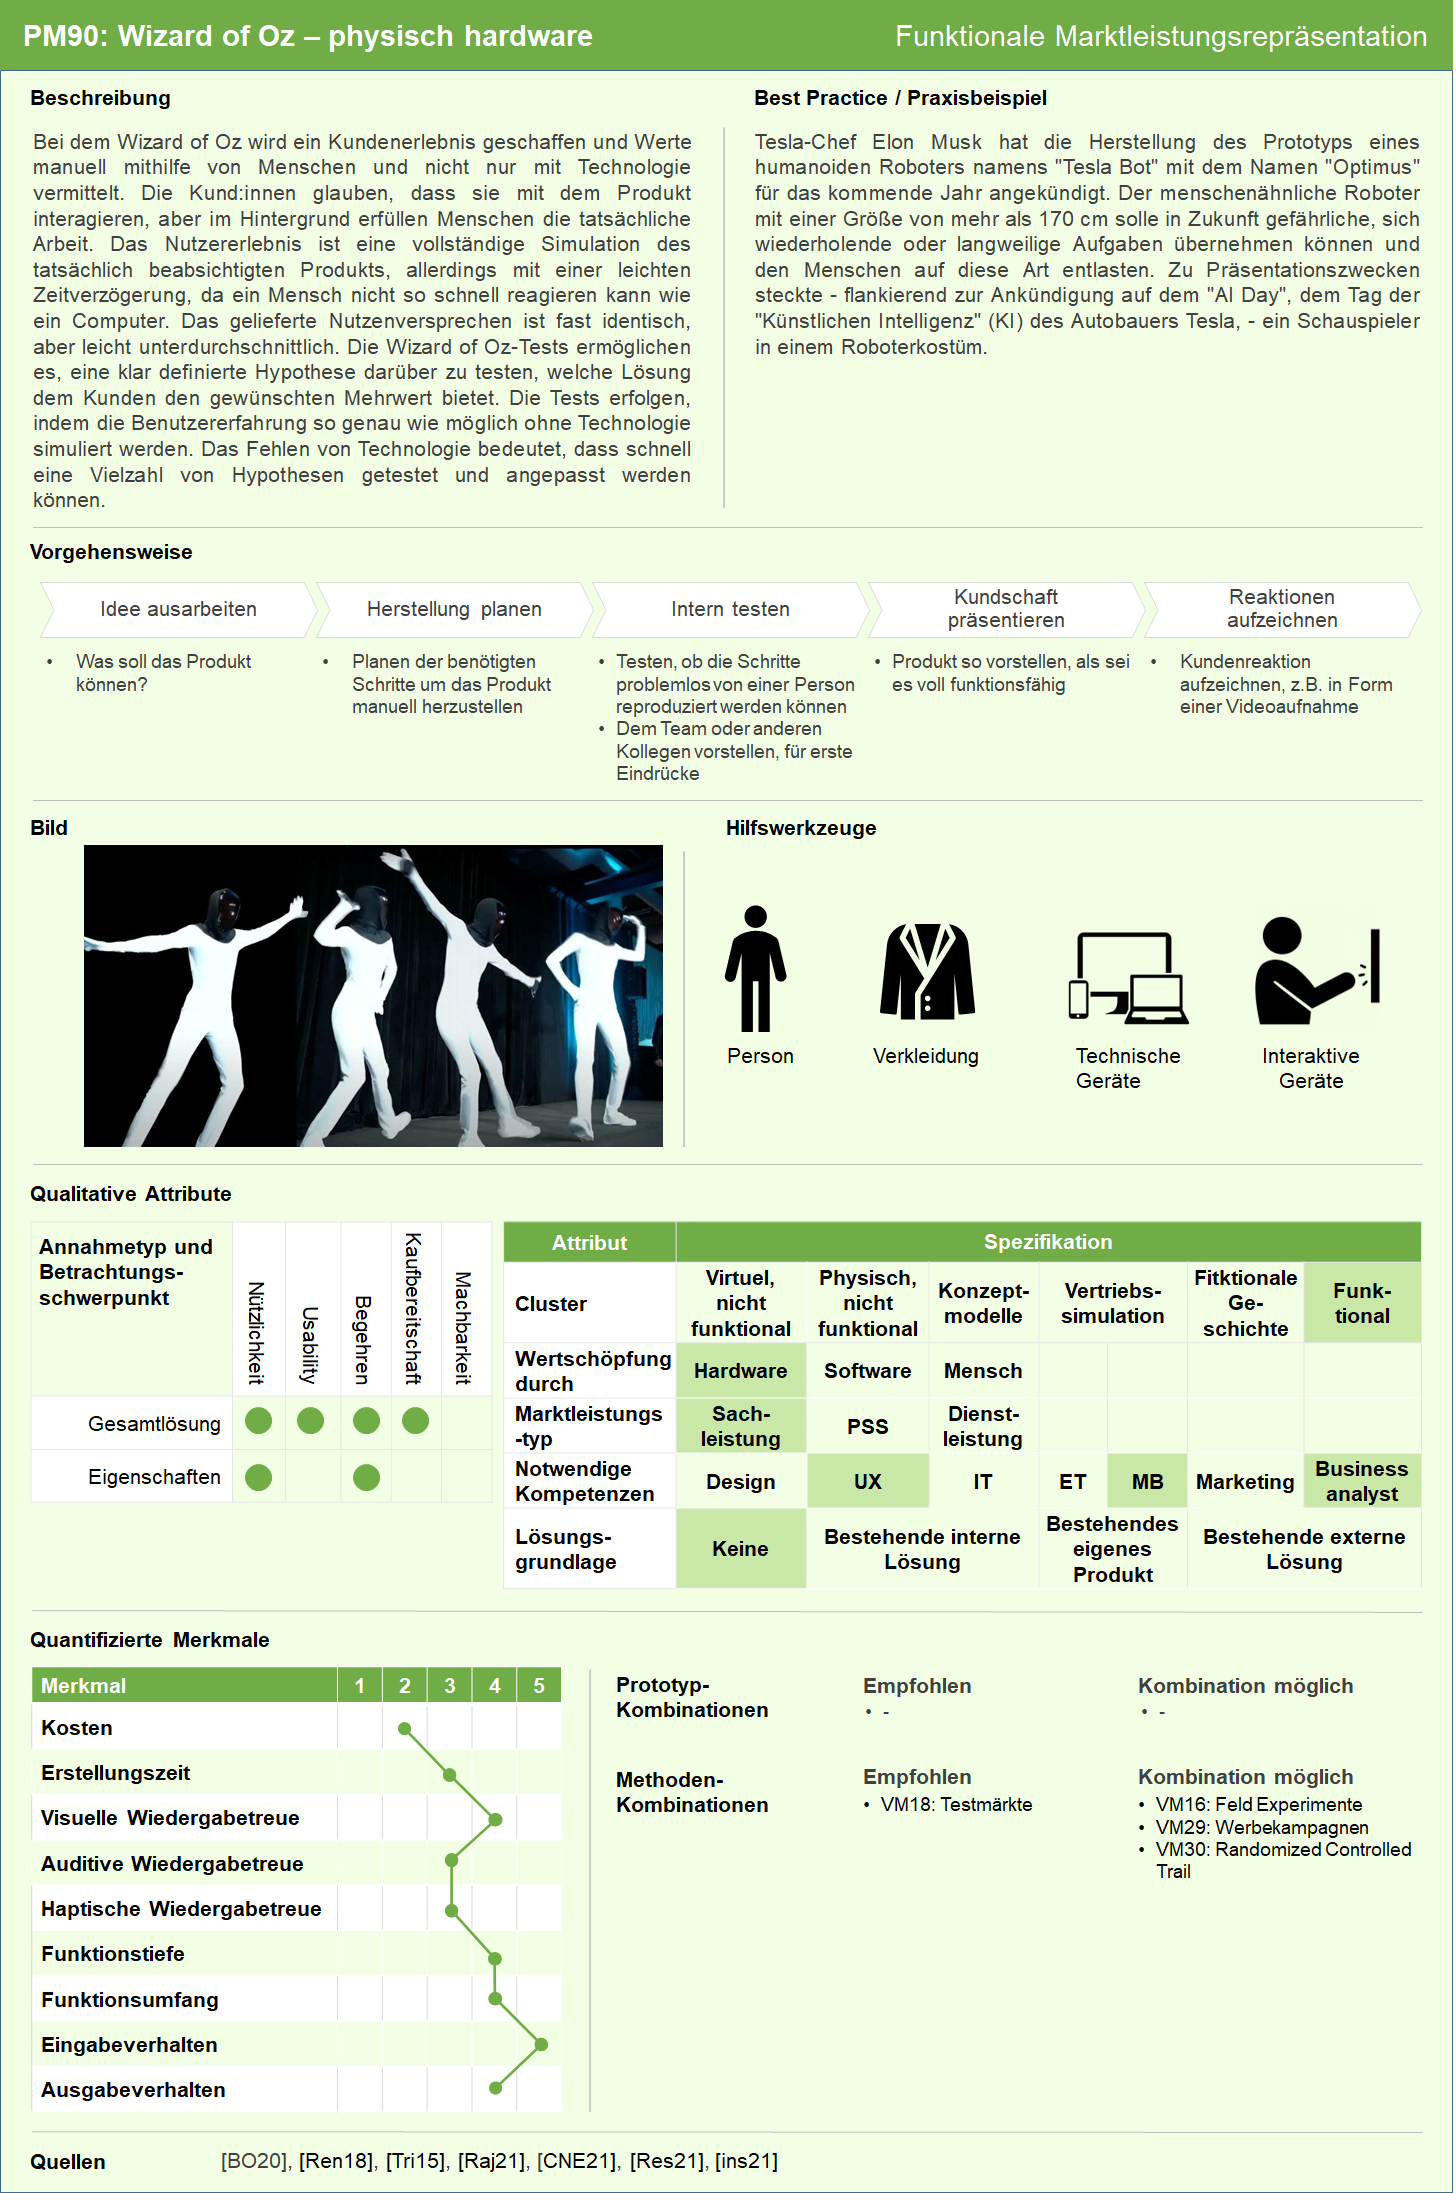 PM90: Wizard of Oz – physisch hardware
Funktionale Marktleistungsrepräsentation
Beschreibung
Bei dem Wizard of Oz wird ein Kundenerlebnis geschaffen und Werte
manuell mithilfe von Menschen und nicht nur mit Technologie
vermittelt. Die Kund:innen glauben, dass sie mit dem Produkt
interagieren, aber im Hintergrund erfüllen Menschen die tatsächliche
Arbeit. Das Nutzererlebnis ist eine vollständige Simulation des
tatsächlich beabsichtigten Produkts, allerdings mit einer leichten
Zeitverzögerung, da ein Mensch nicht so schnell reagieren kann wie
ein Computer. Das gelieferte Nutzenversprechen ist fast identisch,
aber leicht unterdurchschnittlich. Die Wizard of Oz-Tests ermöglichen
es, eine klar definierte Hypothese darüber zu testen, welche Lösung
dem Kunden den gewünschten Mehrwert bietet. Die Tests erfolgen,
indem die Benutzererfahrung so genau wie möglich ohne Technologie
simuliert werden. Das Fehlen von Technologie bedeutet, dass schnell
eine Vielzahl von Hypothesen getestet und angepasst werden
können.
Best Practice / Praxisbeispiel
Tesla-Chef Elon Musk hat die Herstellung des Prototyps eines
humanoiden Roboters namens "Tesla Bot" mit dem Namen "Optimus"
für das kommende Jahr angekündigt. Der menschenähnliche Roboter
mit einer Größe von mehr als 170 cm solle in Zukunft gefährliche, sich
wiederholende oder langweilige Aufgaben übernehmen können und
den Menschen auf diese Art entlasten. Zu Präsentationszwecken
steckte - flankierend zur Ankündigung auf dem "AI Day", dem Tag der
"Künstlichen Intelligenz" (KI) des Autobauers Tesla, - ein Schauspieler
in einem Roboterkostüm.
Vorgehensweise
Idee ausarbeiten
• Was soll das Produkt
können?
Herstellung planen
• Planen der benötigten
Schritte um das Produkt
manuell herzustellen
Intern testen
• Testen, ob die Schritte
problemlos von einer Person
reproduziert werden können
• Dem Team oder anderen
Kollegen vorstellen, für erste
Eindrücke
Kundschaft
präsentieren
• Produkt so vorstellen, als sei
es voll funktionsfähig
Reaktionen
aufzeichnen
• Kundenreaktion
aufzeichnen, z.B. in Form
einer Videoaufnahme
Bild
Hilfswerkzeuge
Person
Verkleidung
Technische
Geräte
Interaktive
Geräte
Qualitative Attribute
Annahmetyp und
Betrachtungs-
schwerpunkt
Nützlichkeit
Usability
Begehren
Kaufbereitschaft
Machbarkeit
Gesamtlösung
Eigenschaften
Attribut
Spezifikation
Cluster
Virtuel,
nicht
funktional
Physisch,
nicht
funktional
Konzept-
modelle
Vertriebs-
simulation
Fitktionale
Ge-
schichte
Funk-
tional
Wertschöpfung
durch
Hardware
Software
Mensch
Marktleistungs
-typ
Sach-
leistung
PSS
Dienst-
leistung
Notwendige
Kompetenzen
Design
UX
IT
ET
MB
Marketing
Business
analyst
Lösungs-
grundlage
Keine
Bestehende interne
Lösung
Bestehendes
eigenes
Produkt
Bestehende externe
Lösung
Quantifizierte Merkmale
Merkmal 1 2 3 4 5
Kosten
Erstellungszeit
Visuelle Wiedergabetreue
Auditive Wiedergabetreue
Haptische Wiedergabetreue
Funktionstiefe
Funktionsumfang
Eingabeverhalten
Ausgabeverhalten
Prototyp-
Kombinationen
Empfohlen
• -
Kombination möglich
• -
Methoden-
Kombinationen
Empfohlen
• VM18: Testmärkte
Kombination möglich
• VM16: Feld Experimente
• VM29: Werbekampagnen
• VM30: Randomized Controlled
Trail
Quellen [BO20], [Ren18], [Tri15], [Raj21], [CNE21], [Res21], [ins21]